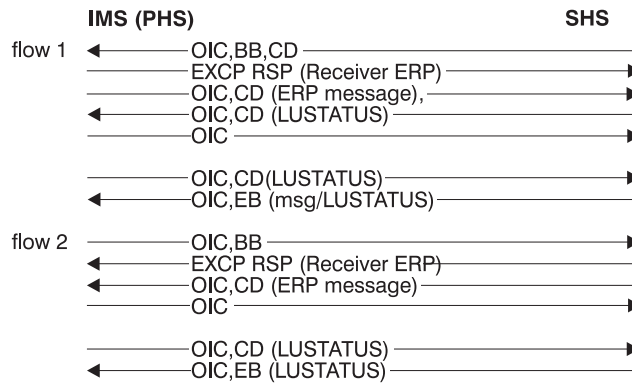 IMS (PHS) SHS
flow 1 OIC,BB,CD
EXCP RSP (Receiver ERP)
OIC,CD (ERP message),
OIC,CD (LUSTATUS)
OIC
OIC,CD(LUSTATUS)
OIC,EB (msg/LUSTATUS)
flow 2 OIC,BB
EXCP RSP (Receiver ERP)
OIC,CD (ERP message)
OIC
OIC,CD (LUSTATUS)
OIC,EB (LUSTATUS)